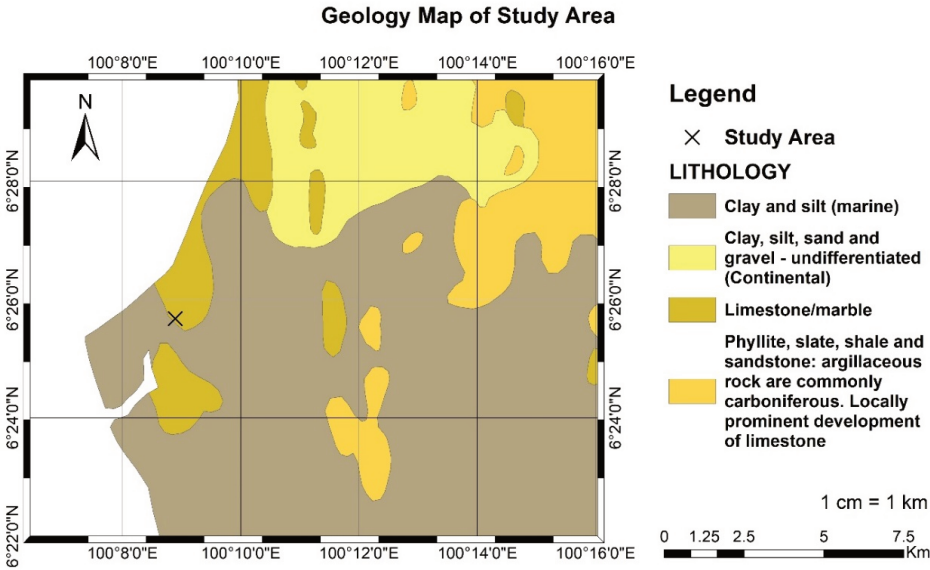 Geology Map of Study Area
100°8'0"E 100°10'0"E 100°12'0"E 100°14'0"E 100°16'0"E
N
6°28'0"N
6°26'0"N
6°24'0"N
6°22'0"N
6°28'0"N
6°26'0"N
6°24'0"N
6°22'0"N
100°8'0"E 100°10'0"E 100°12'0"E 100°14'0"E 100°16'0"E
Legend
Study Area
LITHOLOGY
Clay and silt (marine)
Clay, silt, sand and
gravel - undifferentiated
(Continental)
Limestone/marble
Phyllite, slate, shale and
sandstone: argillaceous
rock are commonly
carboniferous. Locally
prominent development
of limestone
1 cm = 1 km
0 1.25 2.5 5 7.5
Km